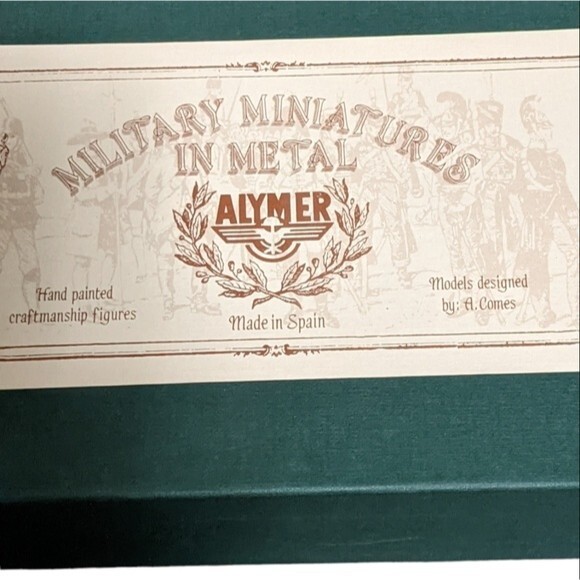 MILITARY MINIATURES
IN METAL
ALYMER
Hand painted
craftmanship figures
Made in Spain
Models designed
by: A. Comes